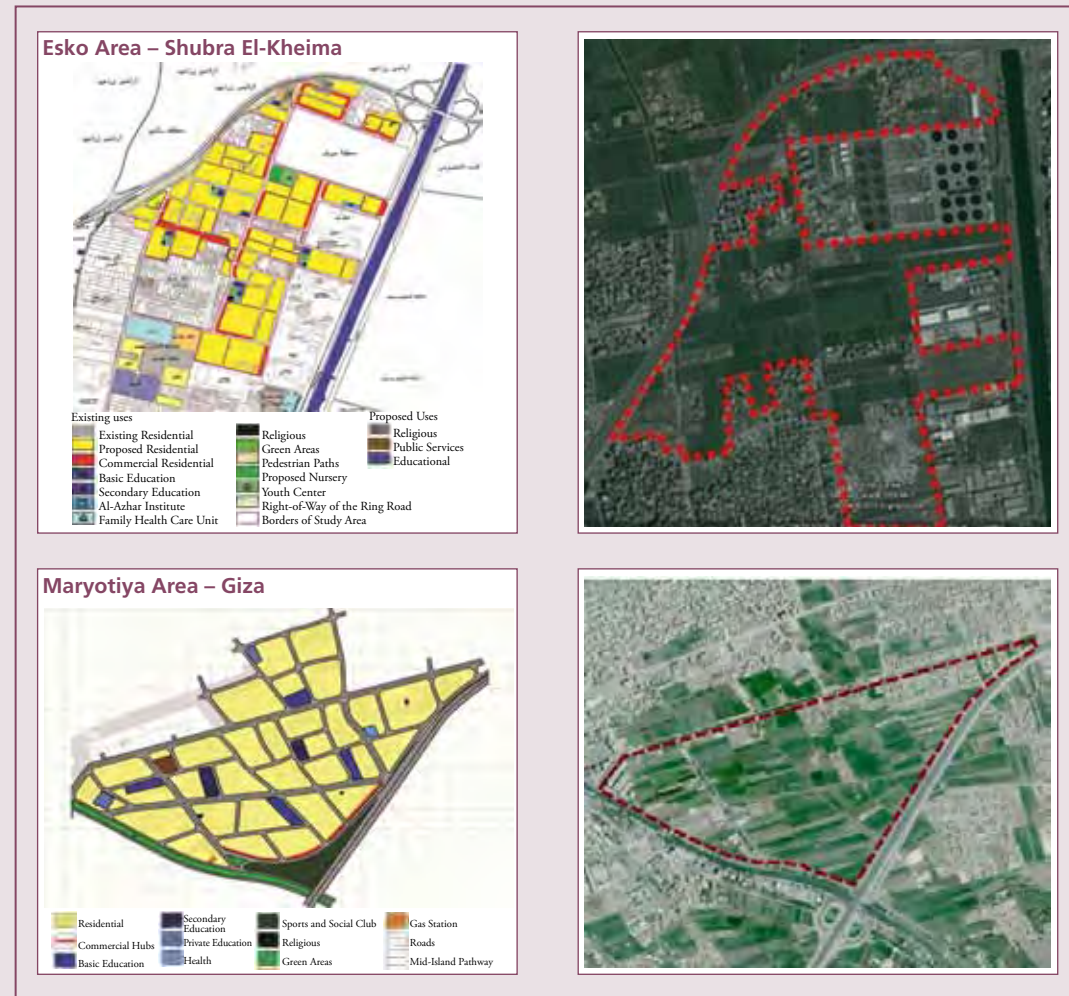 Esko Area – Shubra El-Kheima
Existing uses
Existing Residential
Proposed Residential
Commercial Residential
Basic Education
Secondary Education
Al-Azhar Institute
Family Health Care Unit
Religious
Green Areas
Pedestrian Paths
Proposed Nursery
Youth Center
Right-of-Way of the Ring Road
Borders of Study Area
Proposed Uses
Religious
Public Services
Educational
Maryotiya Area – Giza
Residential
Commercial Hubs
Basic Education
Secondary
Education
Private Education
Health
Sports and Social Club
Religious
Green Areas
Gas Station
Roads
Mid-Island Pathway